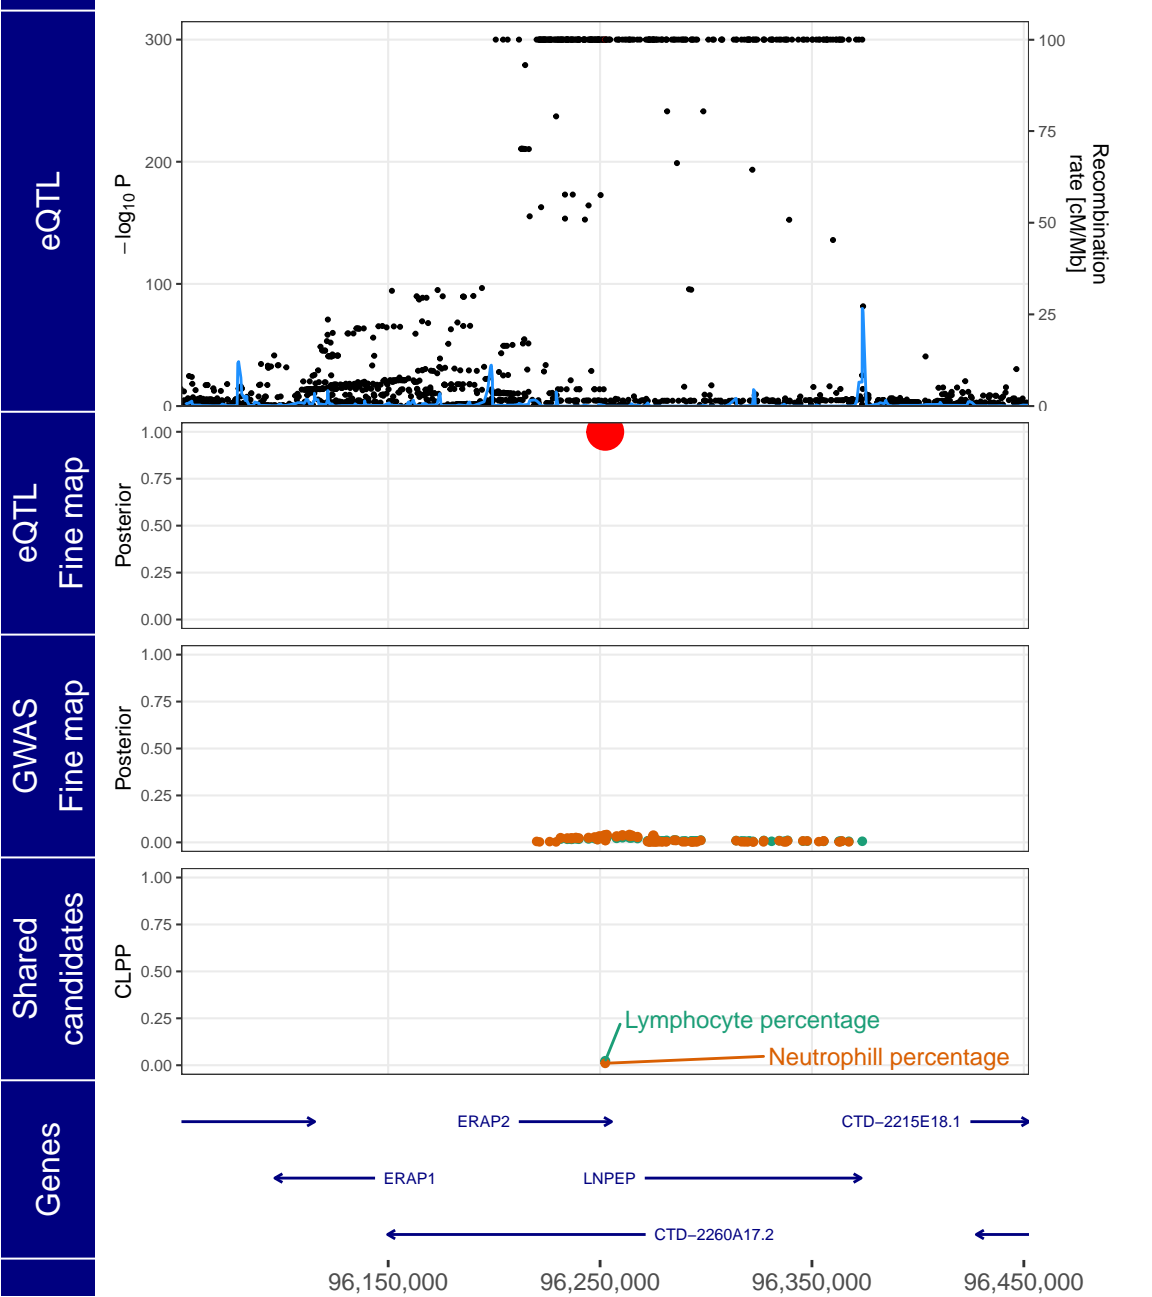 eQTL
−log10 P
300
200
100
0
100
75
50
25
0
Recombination
rate [cM/Mb]
eQTL
Fine map
Posterior
1.00
0.75
0.50
0.25
0.00
GWAS
Fine map
Posterior
1.00
0.75
0.50
0.25
0.00
Shared
candidates
CLPP
1.00
0.75
0.50
0.25
0.00
Lymphocyte percentage
Neutrophill percentage
Genes
ERAP2
CTD−2215E18.1
ERAP1
LNPEP
CTD−2260A17.2
96,150,000
96,250,000
96,350,000
96,450,000